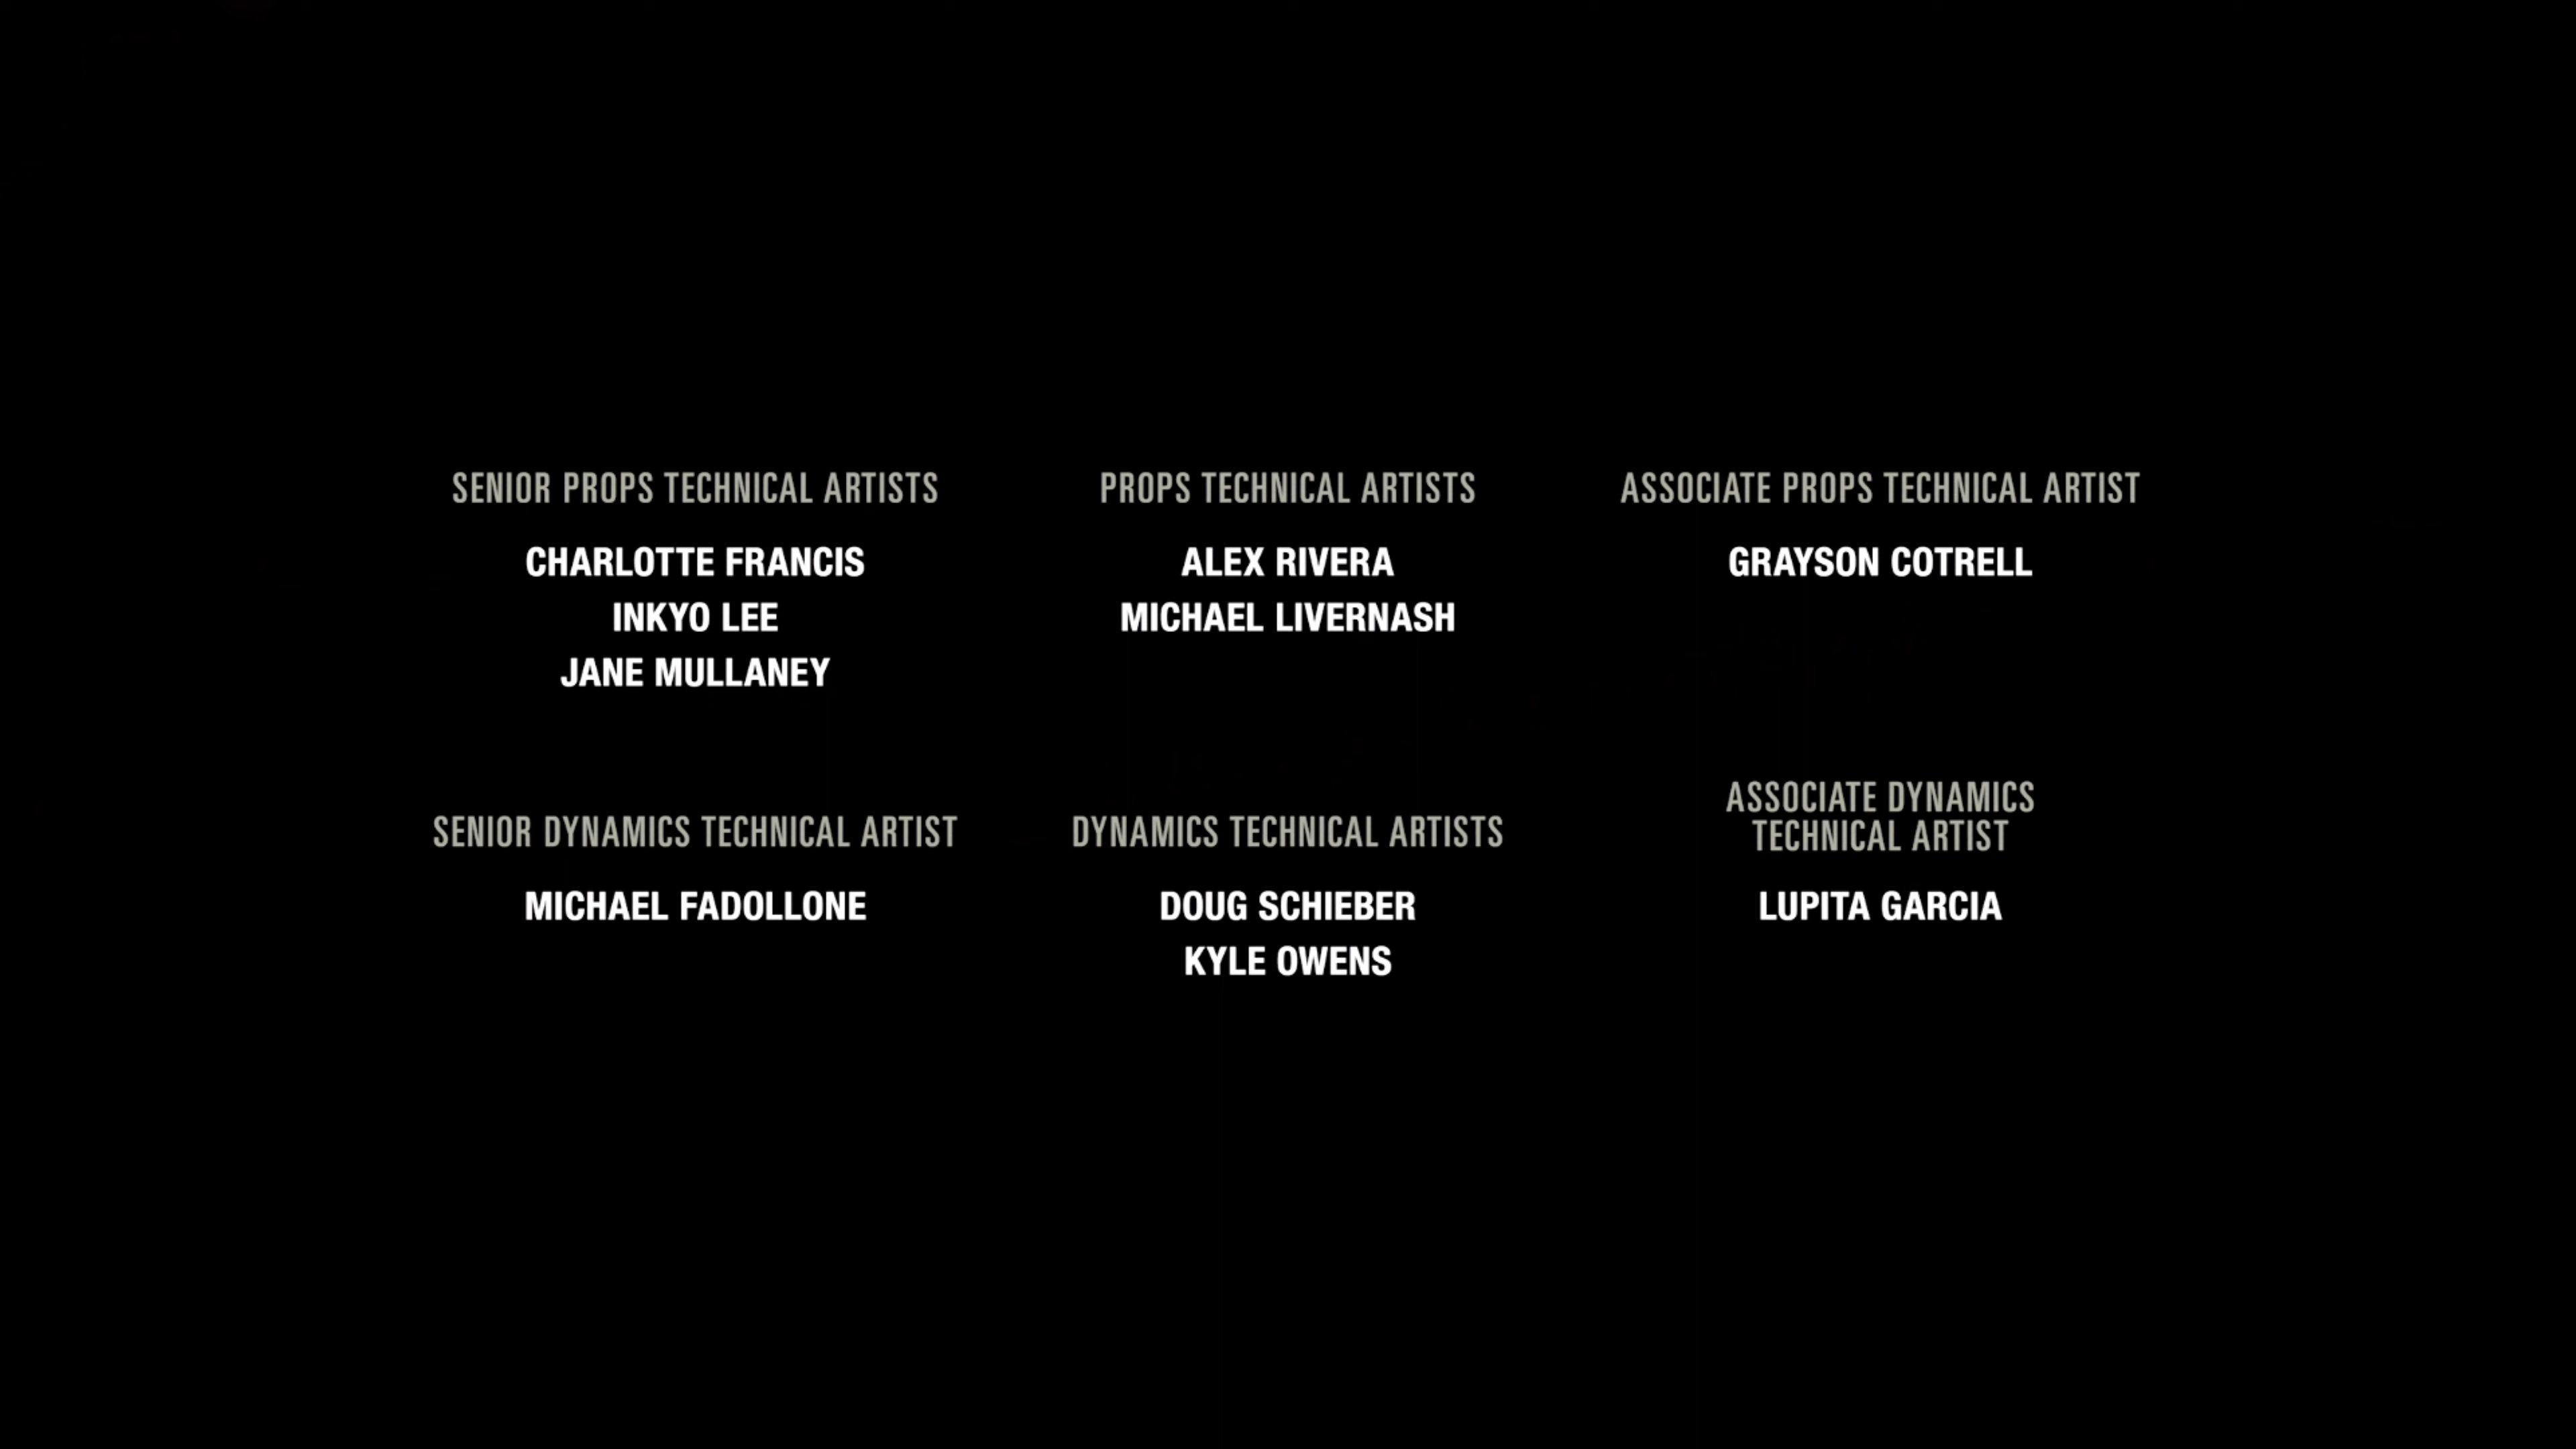 SENIOR PROPS TECHNICAL ARTISTS
CHARLOTTE FRANCIS
INKYO LEE
JANE MULLANEY
PROPS TECHNICAL ARTISTS
ALEX RIVERA
MICHAEL LIVERNASH
ASSOCIATE PROPS TECHNICAL ARTIST
GRAYSON COTRELL
SENIOR DYNAMICS TECHNICAL ARTIST
MICHAEL FADOLLONE
DYNAMICS TECHNICAL ARTISTS
DOUG SCHIEBER
KYLE OWENS
ASSOCIATE DYNAMICS
TECHNICAL ARTIST
LUPITA GARCIA